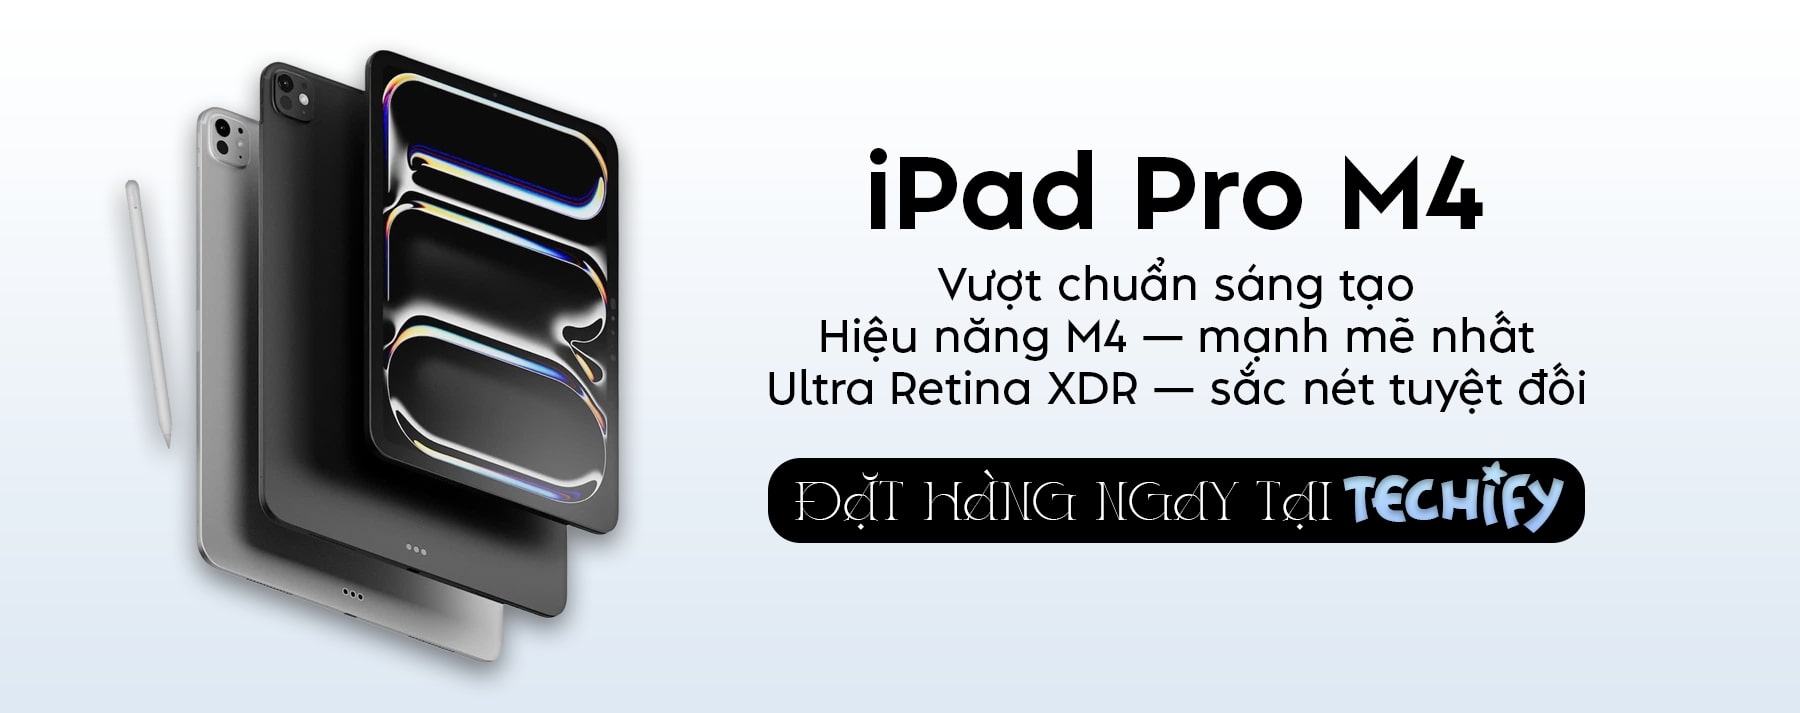 iPad Pro M4
Vượt chuẩn sáng tạo
Hiệu năng M4 — mạnh mẽ nhất
Ultra Retina XDR — sắc nét tuyệt đối
ĐẶT HÀNG NGAY TẠI TECHIFY